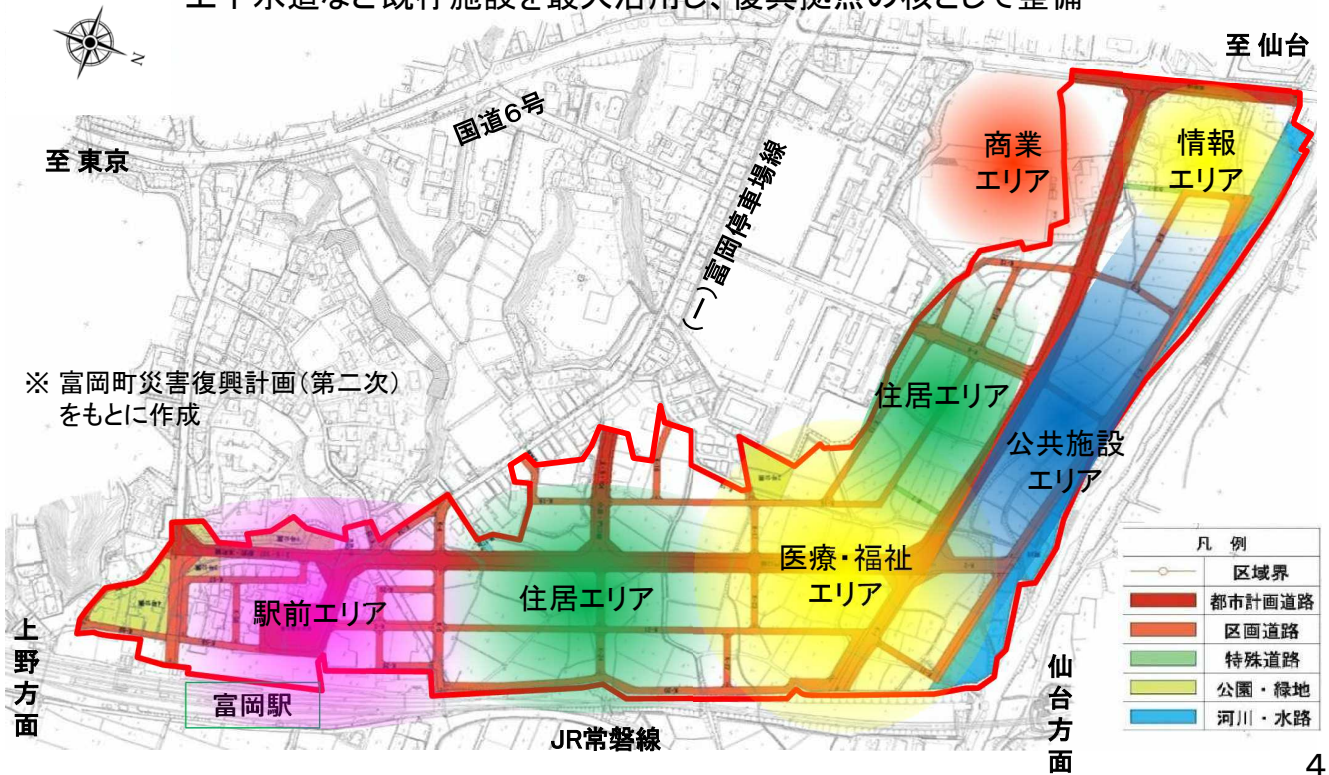 上下水道など既存施設を最大活用し、復興拠点の核として整備
N
至 仙台
国道6号
至 東京
(一)富岡停車場線
商業
エリア
情報
エリア
※ 富岡町災害復興計画(第二次)
をもとに作成
住居エリア
公共施設
エリア
医療・福祉
エリア
住居エリア
駅前エリア
上野方面
富岡駅
JR常磐線
仙台方面
凡 例
区域界
都市計画道路
区画道路
特殊道路
公園・緑地
河川・水路
4